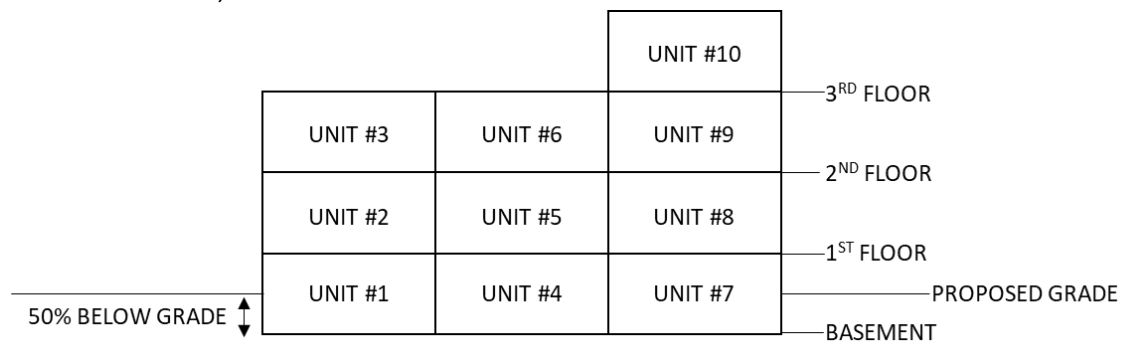 UNIT #10
3RD FLOOR
UNIT #3 UNIT #6 UNIT #9
2ND FLOOR
UNIT #2 UNIT #5 UNIT #8
1ST FLOOR
UNIT #1 UNIT #4 UNIT #7 PROPOSED GRADE
50% BELOW GRADE
BASEMENT